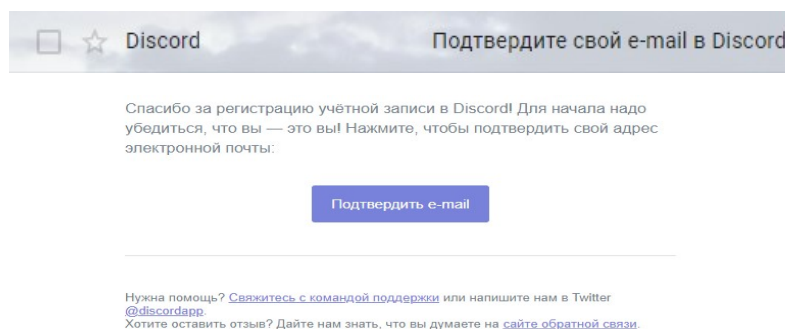 Discord Подтвердите свой e-mail в Discord
Спасибо за регистрацию учётной записи в Discord! Для начала надо
убедиться, что вы — это вы! Нажмите, чтобы подтвердить свой адрес
электронной почты:
Подтвердить e-mail
Нужна помощь? Свяжитесь с командой поддержки или напишите нам в Twitter
@discordapp.
Хотите оставить отзыв? Дайте нам знать, что вы думаете на сайте обратной связи.